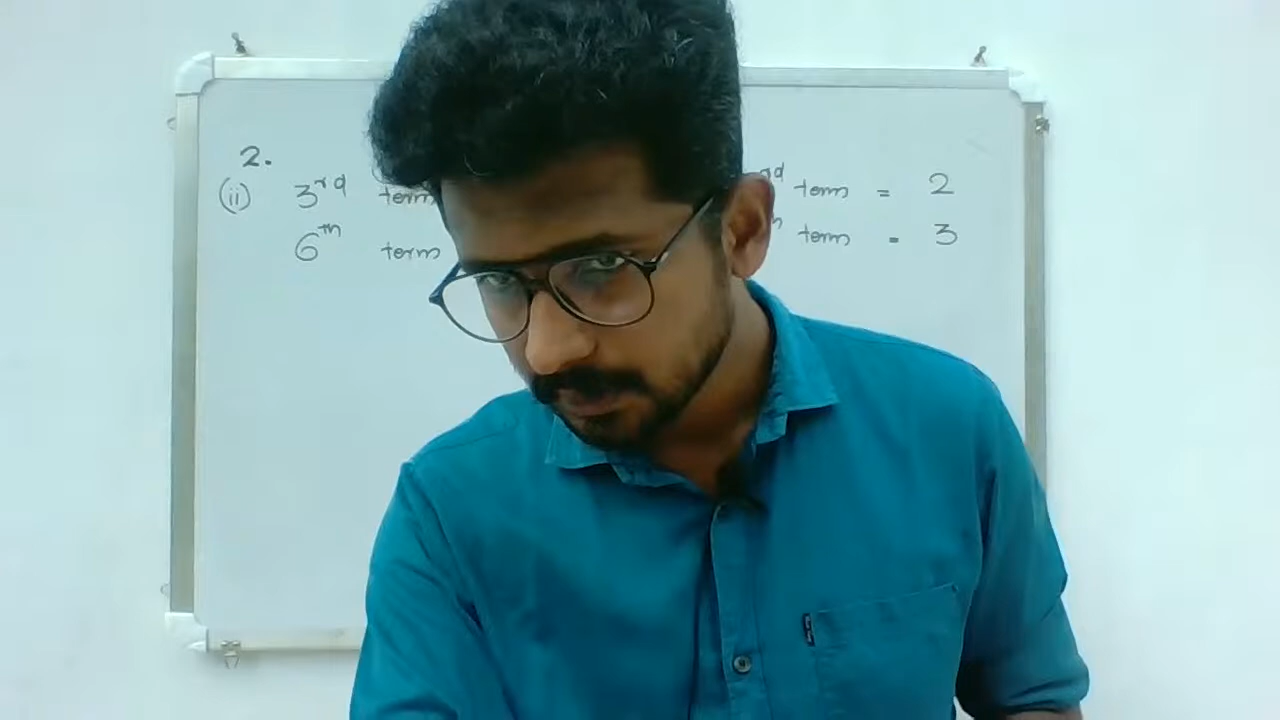 2.
(ii) 3rd term term = 2
6th term term = 3